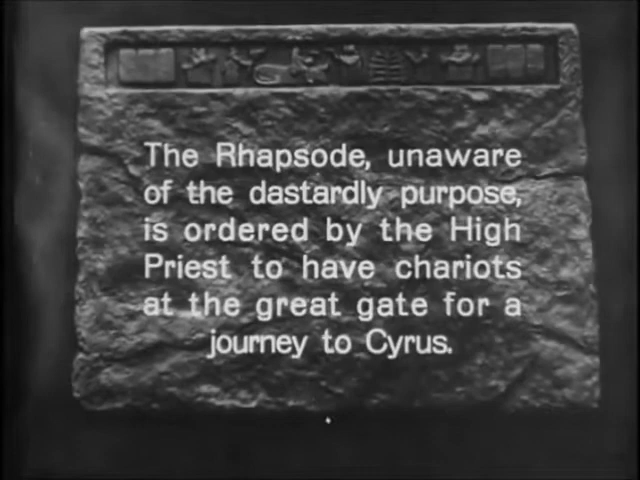 The Rhapsode, unaware
of the dastardly purpose,
is ordered by the High
Priest to have chariots
at the great gate for a
journey to Cyrus.